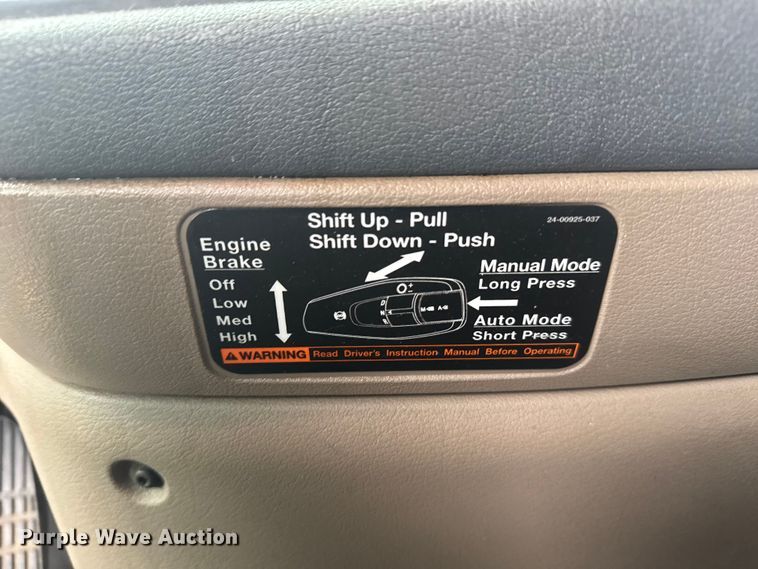 Shift Up - Pull
24-00925-037
Engine
Brake
Shift Down - Push
Off
Low
Med
High
Manual Mode
Long Press
Auto Mode
Short Press
D
N
WARNING Read Driver's Instruction Manual Before Operating
Purple Wave Auction